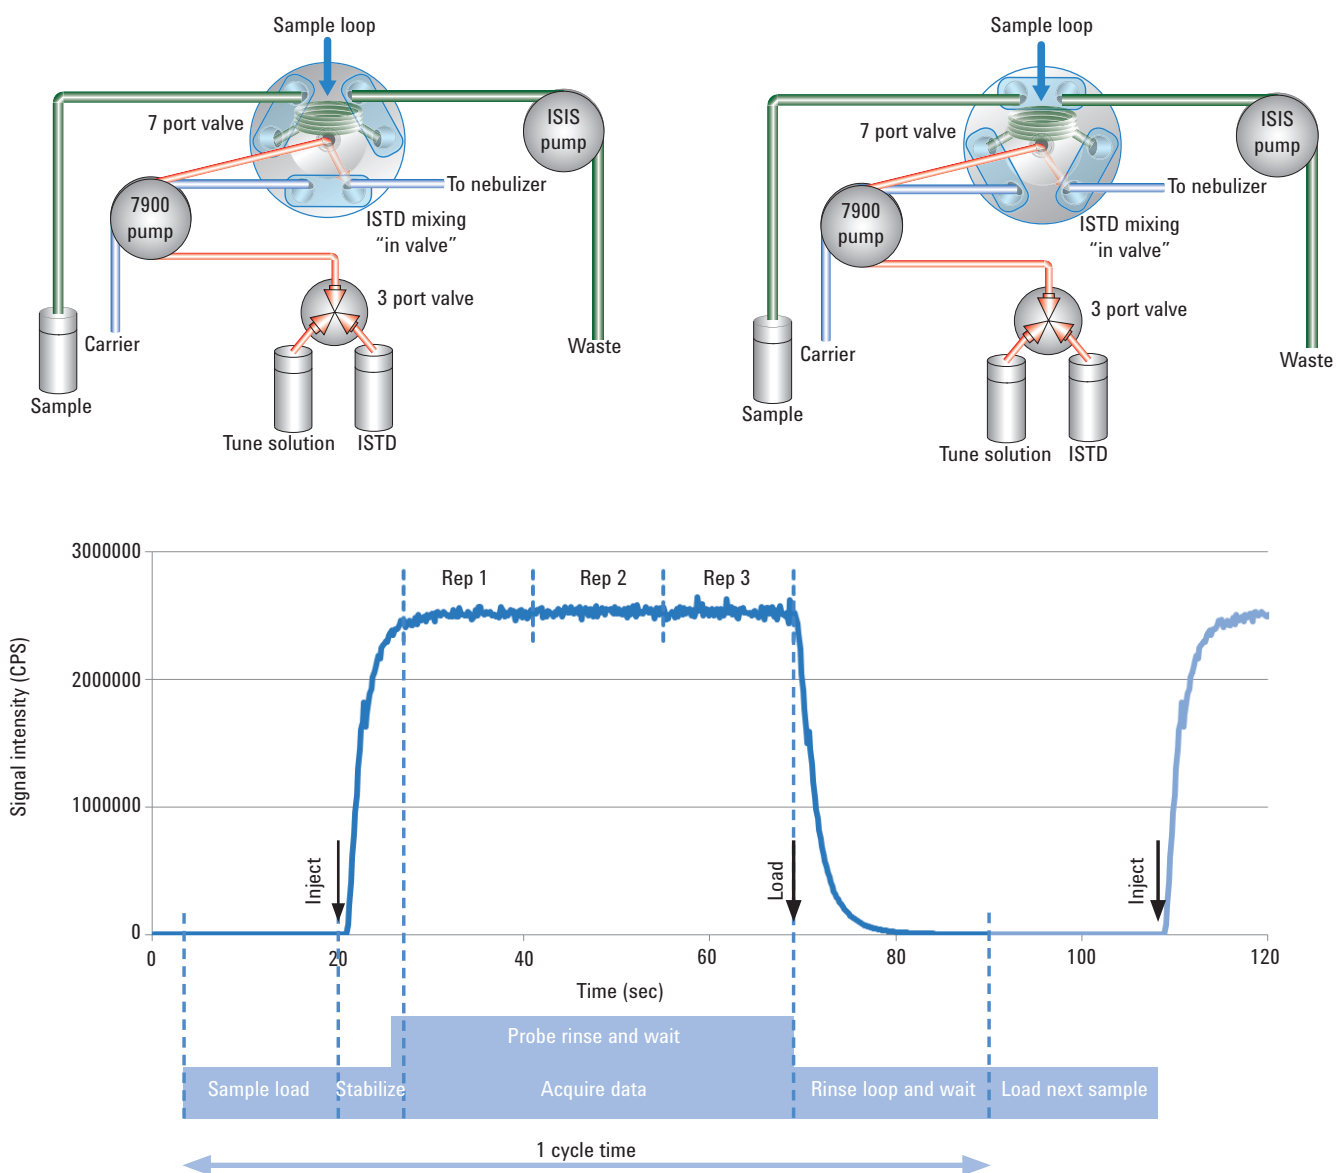 Sample loop
7 port valve
ISIS
pump
To nebulizer
7900
pump
ISTD mixing
“in valve”
3 port valve
Carrier
Waste
Sample
Tune solution
ISTD
Sample loop
7 port valve
ISIS
pump
To nebulizer
7900
pump
ISTD mixing
“in valve”
3 port valve
Carrier
Waste
Sample
Tune solution
ISTD
Signal intensity (CPS)
3000000
2000000
1000000
0
Rep 1
Rep 2
Rep 3
Inject
Load
Inject
0
20
40
60
80
100
120
Time (sec)
Probe rinse and wait
Sample load
Stabilize
Acquire data
Rinse loop and wait
Load next sample
1 cycle time